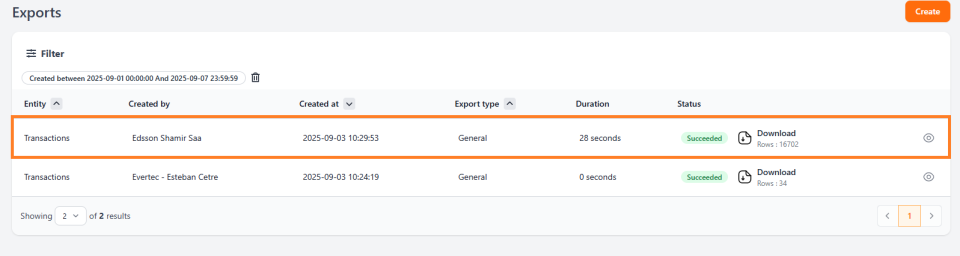 Exports
Create
Filter
Created between 2025-09-01 00:00:00 And 2025-09-07 23:59:59
Entity Created by Created at Export type Duration Status
Transactions Edsson Shamir Saa 2025-09-03 10:29:53 General 28 seconds Succeeded Download
Rows : 16702
Transactions Evertec - Esteban Cetre 2025-09-03 10:24:19 General 0 seconds Succeeded Download
Rows : 34
Showing 2 of 2 results 1